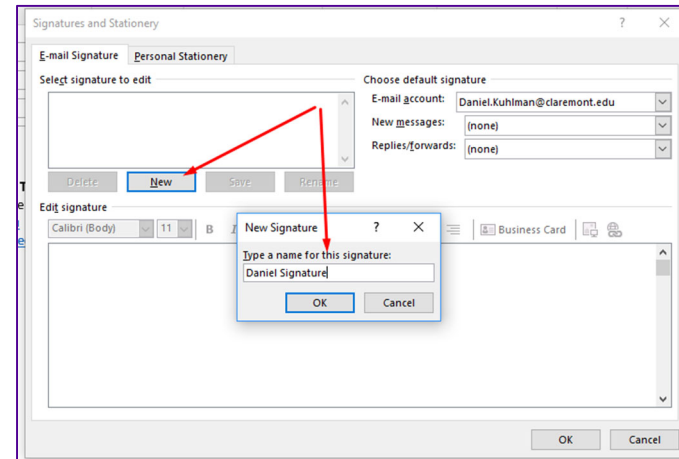 Signatures and Stationery ? ×
E-mail Signature Personal Stationery
Select signature to edit
Choose default signature
E-mail account: Daniel.Kuhlman@claremont.edu
New messages: (none)
Replies/forwards: (none)
Delete New Save Rename
Edit signature
Calibri (Body) 11 B I Business Card
New Signature ? ×
Type a name for this signature:
Daniel Signature
OK Cancel
OK Cancel